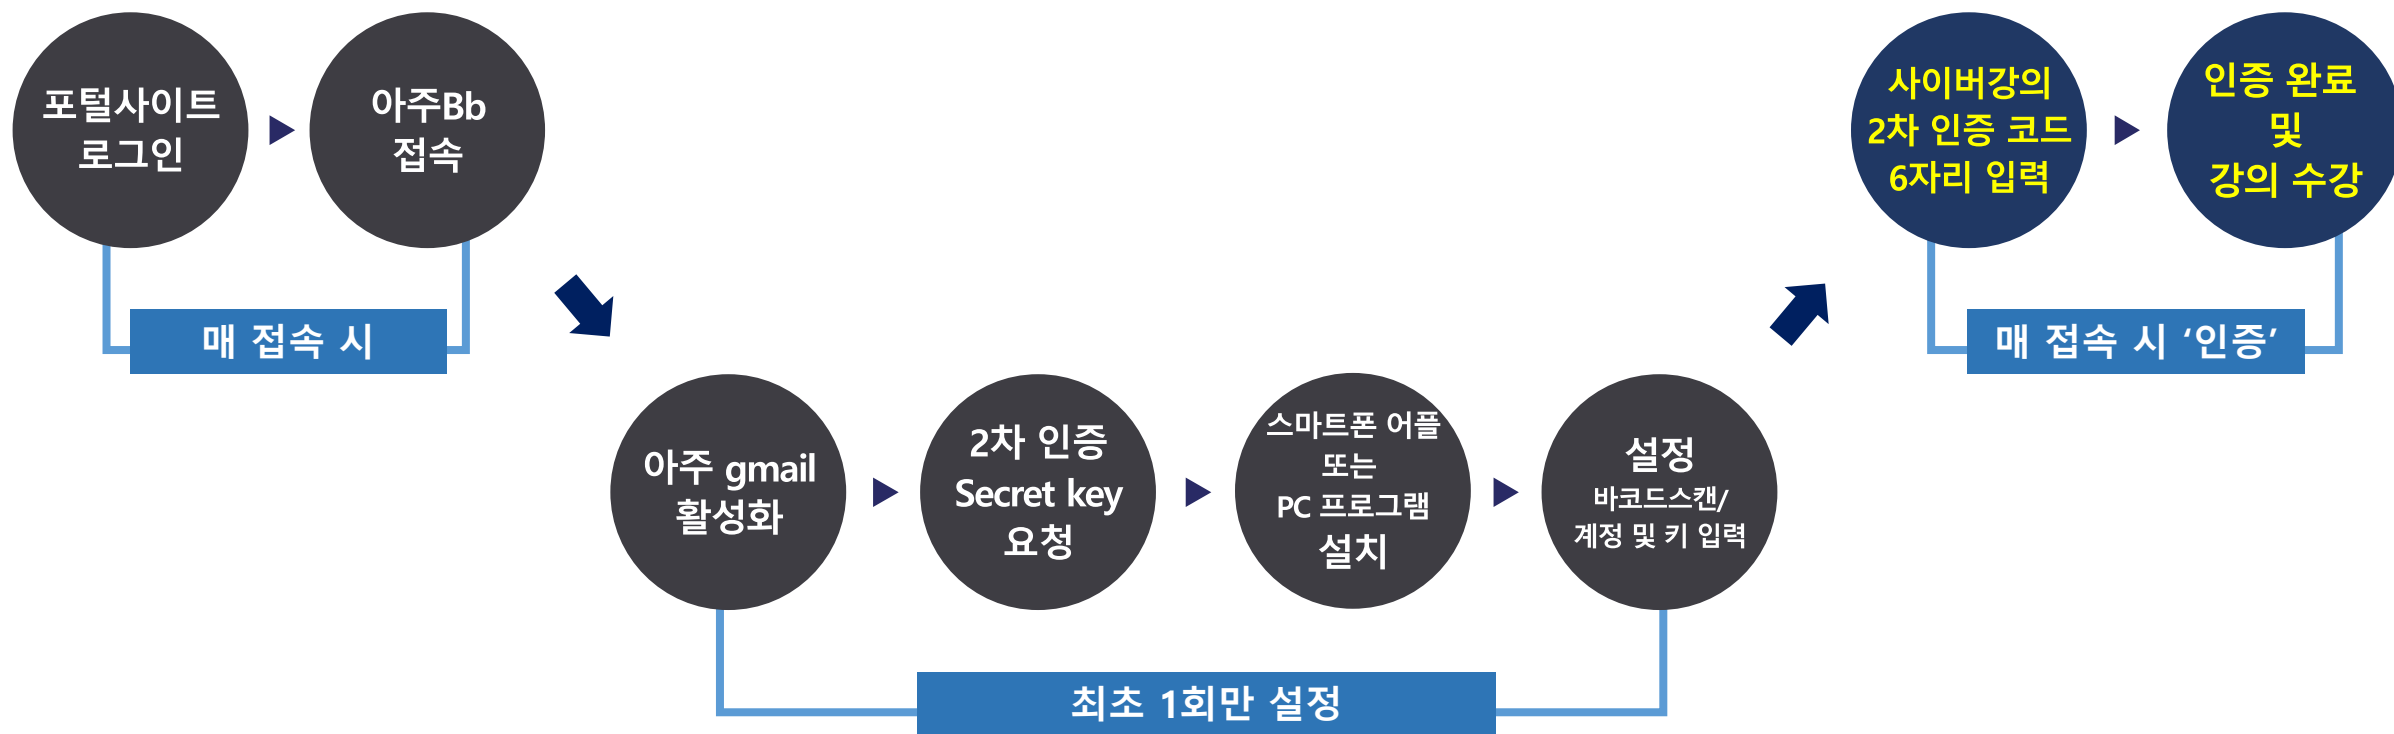 포털사이트
로그인
아주Bb
접속
매 접속 시
아주 gmail
활성화
2차 인증
Secret key
요청
스마트폰 어플
또는
PC 프로그램
설치
설정
바코드스캔/
계정 및 키 입력
최초 1회만 설정
사이버강의
2차 인증 코드
6자리 입력
인증 완료
및
강의 수강
매 접속 시 ‘인증’